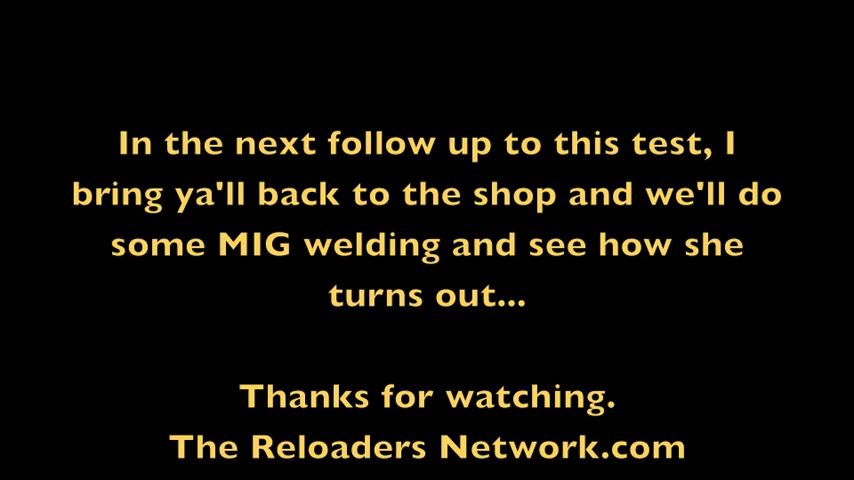 In the next follow up to this test, I
bring ya'll back to the shop and we'll do
some MIG welding and see how she
turns out...
Thanks for watching.
The Reloaders Network.com